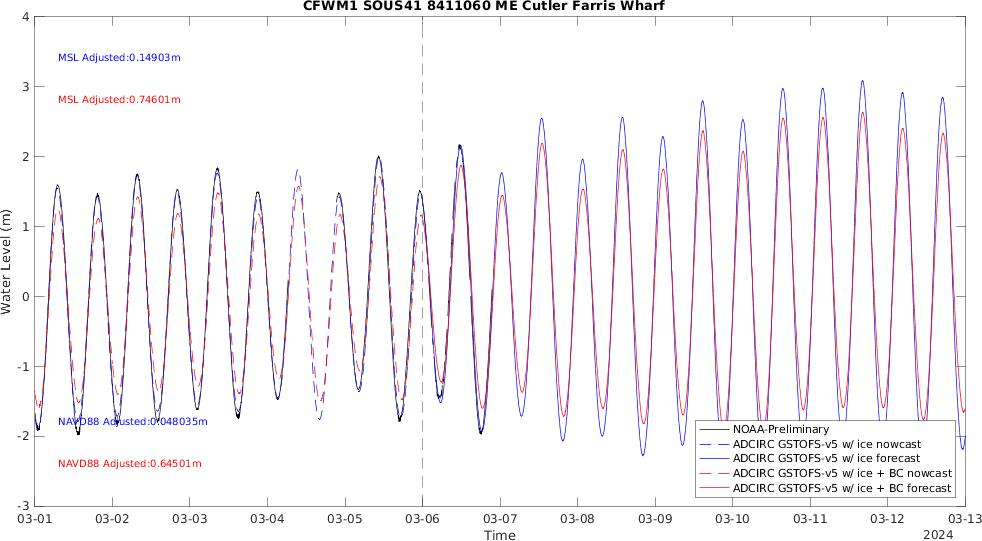 CFWM1 SOUS41 8411060 ME Cutler Farris Wharf
4
3
2
1
0
-1
-2
-3
Water Level (m)
MSL Adjusted:0.14903m
MSL Adjusted:0.74601m
NAVD88 Adjusted:0.048035m
NAVD88 Adjusted:0.64501m
NOAA-Preliminary
ADCIRC GSTOFS-v5 w/ ice nowcast
ADCIRC GSTOFS-v5 w/ ice forecast
ADCIRC GSTOFS-v5 w/ ice + BC nowcast
ADCIRC GSTOFS-v5 w/ ice + BC forecast
03-01 03-02 03-03 03-04 03-05 03-06 03-07 03-08 03-09 03-10 03-11 03-12 03-13
Time
2024